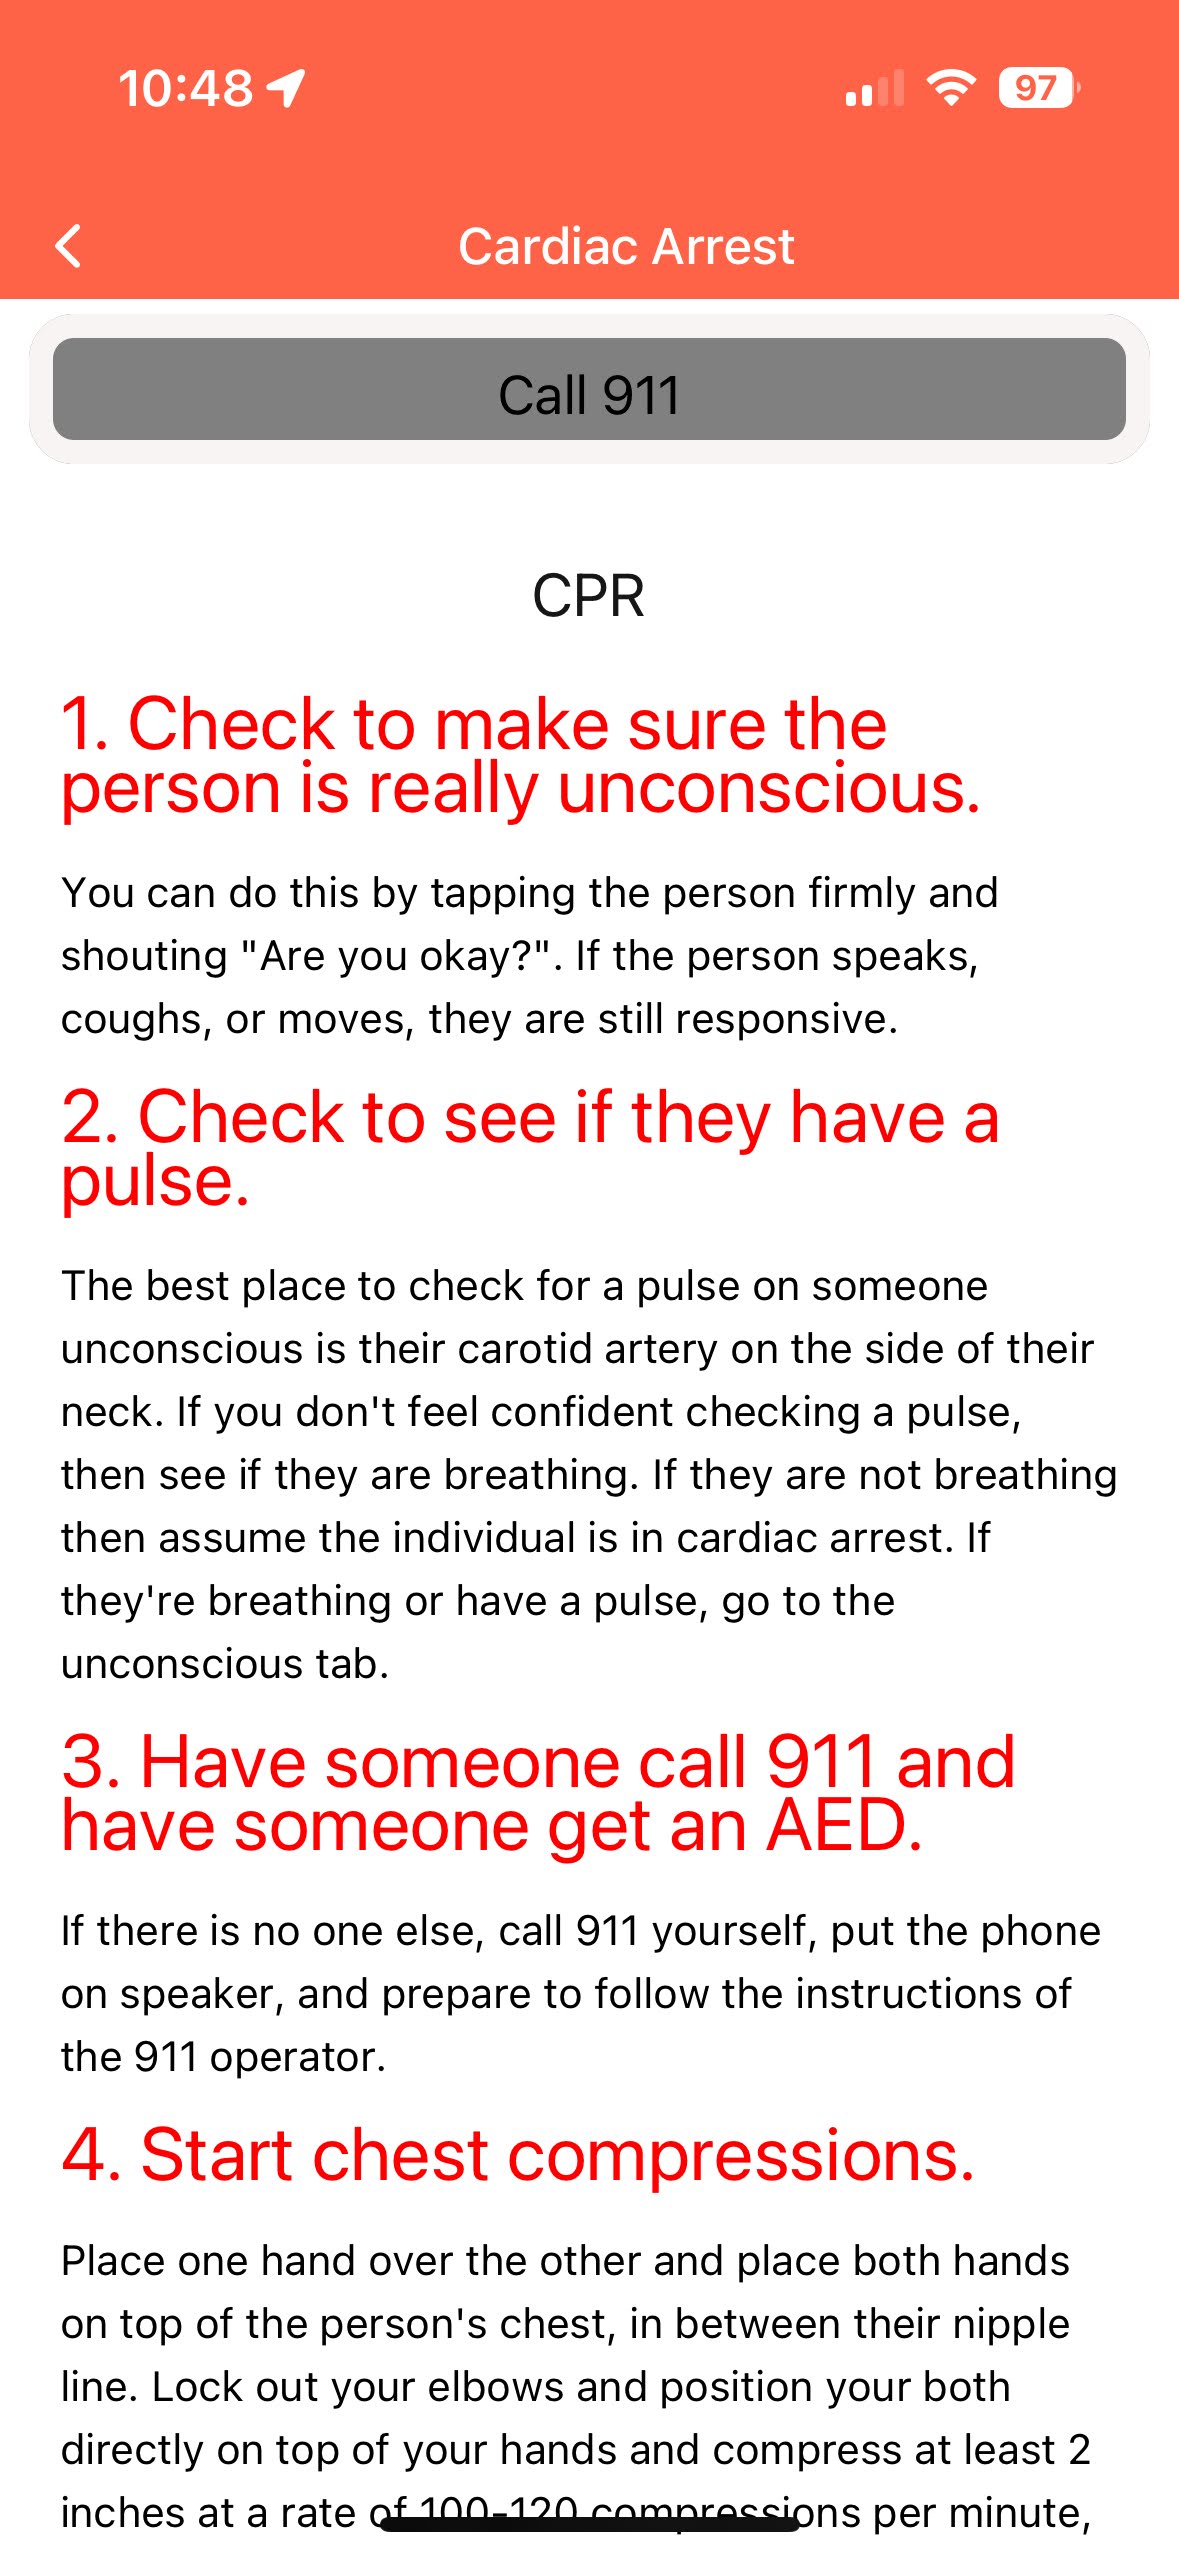 10:48
97
Cardiac Arrest
Call 911
CPR
1. Check to make sure the
person is really unconscious.
You can do this by tapping the person firmly and
shouting "Are you okay?". If the person speaks,
coughs, or moves, they are still responsive.
2. Check to see if they have a
pulse.
The best place to check for a pulse on someone
unconscious is their carotid artery on the side of their
neck. If you don't feel confident checking a pulse,
then see if they are breathing. If they are not breathing
then assume the individual is in cardiac arrest. If
they're breathing or have a pulse, go to the
unconscious tab.
3. Have someone call 911 and
have someone get an AED.
If there is no one else, call 911 yourself, put the phone
on speaker, and prepare to follow the instructions of
the 911 operator.
4. Start chest compressions.
Place one hand over the other and place both hands
on top of the person's chest, in between their nipple
line. Lock out your elbows and position your both
directly on top of your hands and compress at least 2
inches at a rate of 100-120 compressions per minute,